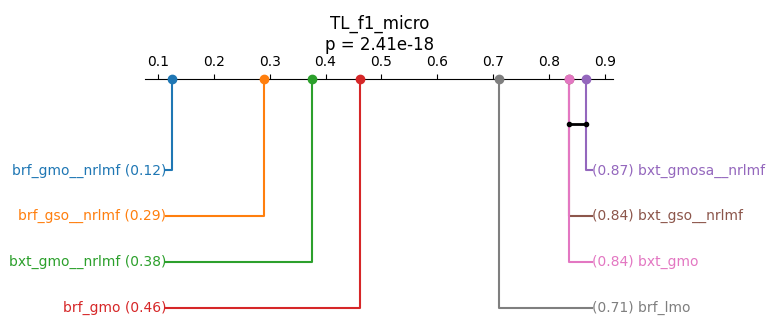 TL_f1_micro
p = 2.41e-18
0.1 0.2 0.3 0.4 0.5 0.6 0.7 0.8 0.9
brf_gmo__nrlmf (0.12) (0.87) bxt_gmosa__nrlmf
brf_gso__nrlmf (0.29) (0.84) bxt_gso__nrlmf
bxt_gmo__nrlmf (0.38) (0.84) bxt_gmo
brf_gmo (0.46) (0.71) brf_lmo